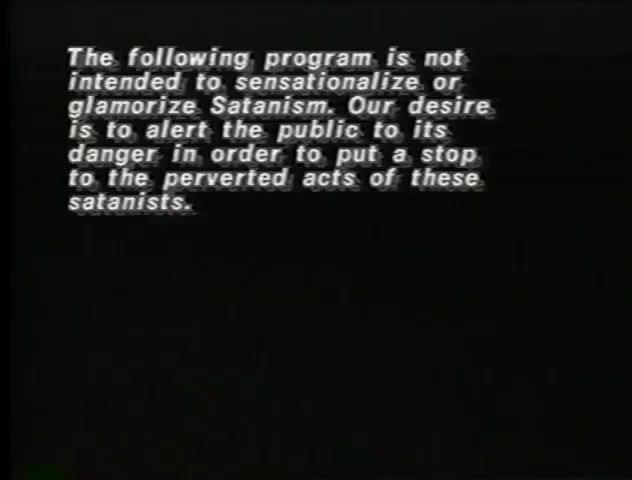 The following program is not
intended to sensationalize or
glamorize Satanism. Our desire
is to alert the public to its
danger in order to put a stop
to the perverted acts of these
satanists.